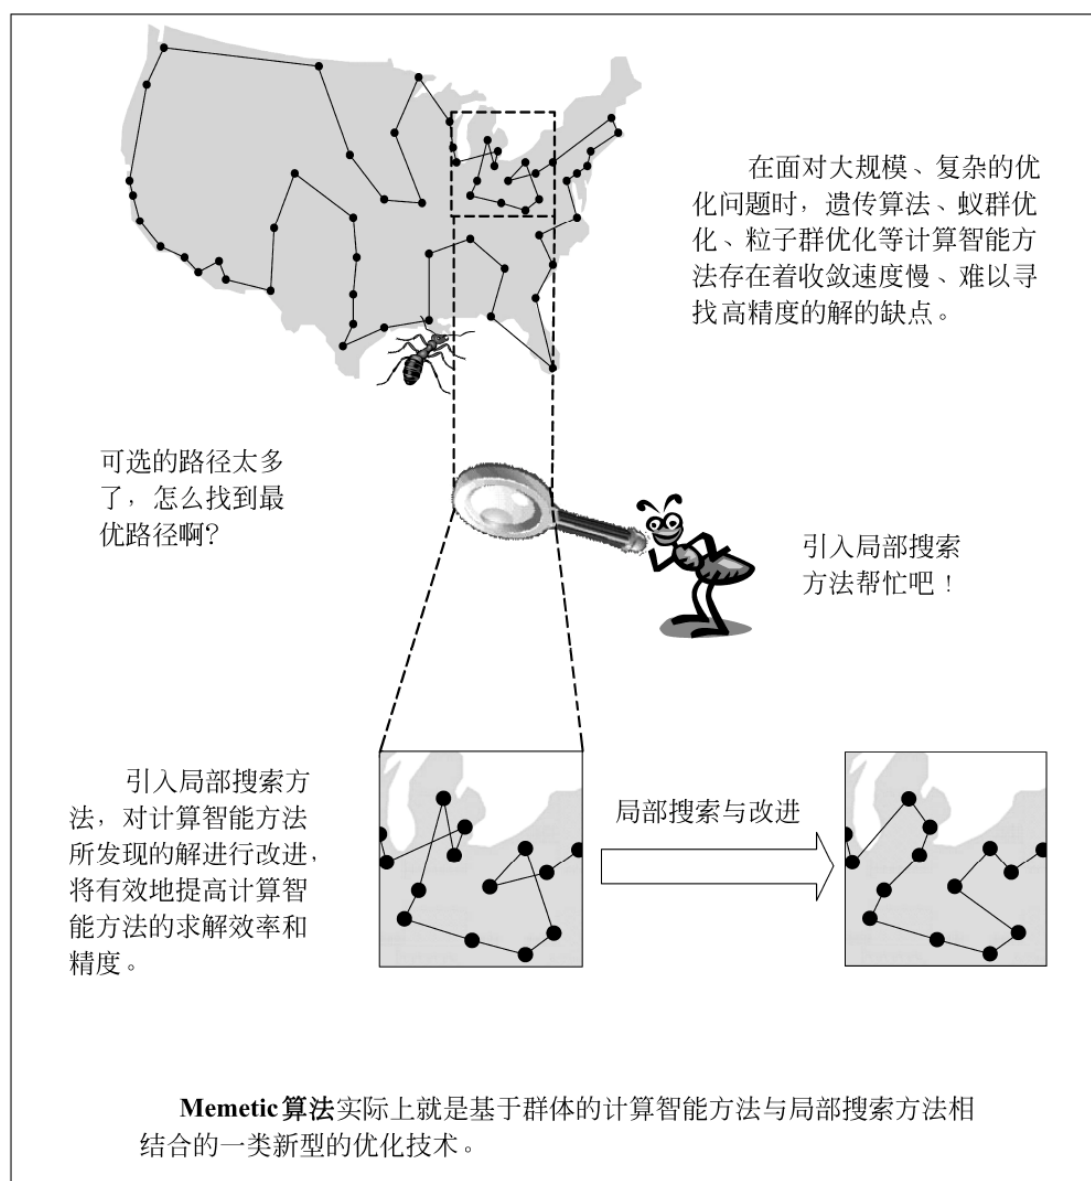 在面对大规模、复杂的优
化问题时，遗传算法、蚁群优
化、粒子群优化等计算智能方
法存在着收敛速度慢、难以寻
找高精度的解的缺点。
可选的路径太多
了，怎么找到最
优路径啊？
引入局部搜索
方法帮忙吧！
引入局部搜索方
法，对计算智能方法
所发现的解进行改进，
将有效地提高计算智
能方法的求解效率和
精度。
局部搜索与改进
Memetic算法实际上就是基于群体的计算智能方法与局部搜索方法相
结合的一类新型的优化技术。